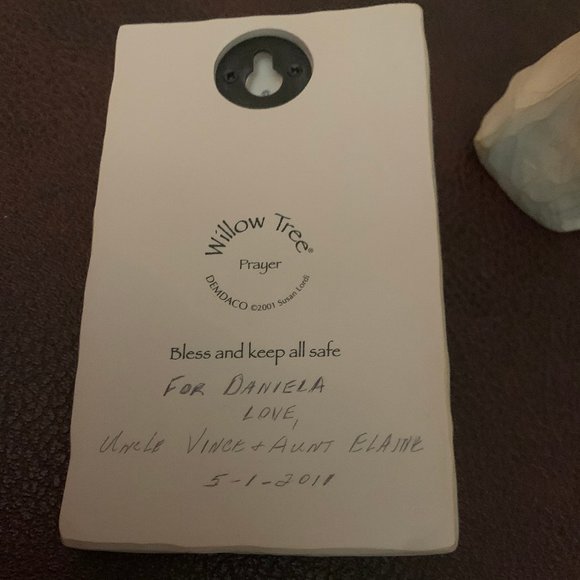 Willow Tree®
Prayer
DEMDACO ©2001 Susan Lordi
Bless and keep all safe
FOR DANIELA
LOVE,
UNCLE VINCE + AUNT ELAINE
5-1-2011